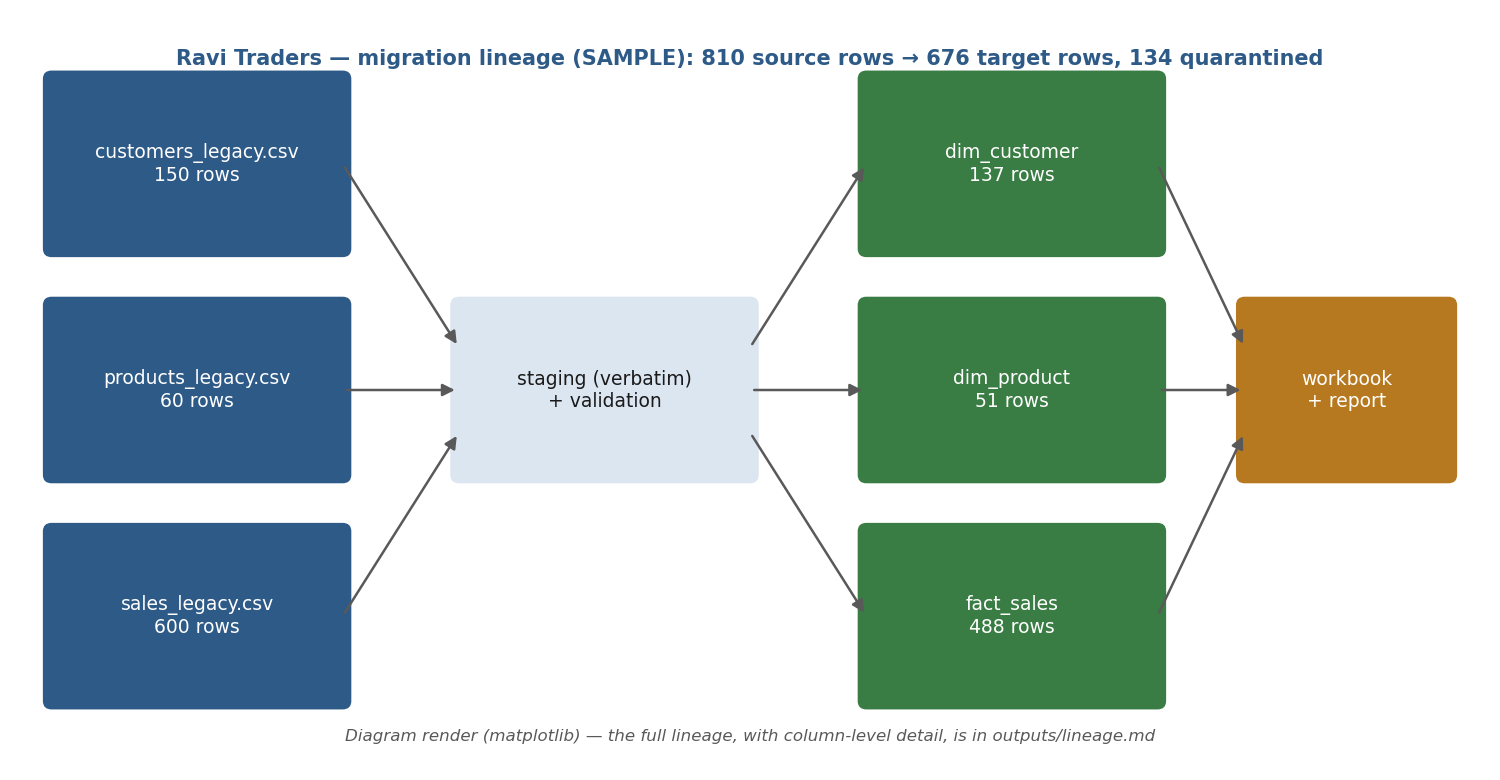 Ravi Traders — migration lineage (SAMPLE): 810 source rows → 676 target rows, 134 quarantined
customers_legacy.csv
150 rows
products_legacy.csv
60 rows
sales_legacy.csv
600 rows
staging (verbatim)
+ validation
dim_customer
137 rows
dim_product
51 rows
fact_sales
488 rows
workbook
+ report
Diagram render (matplotlib) — the full lineage, with column-level detail, is in outputs/lineage.md